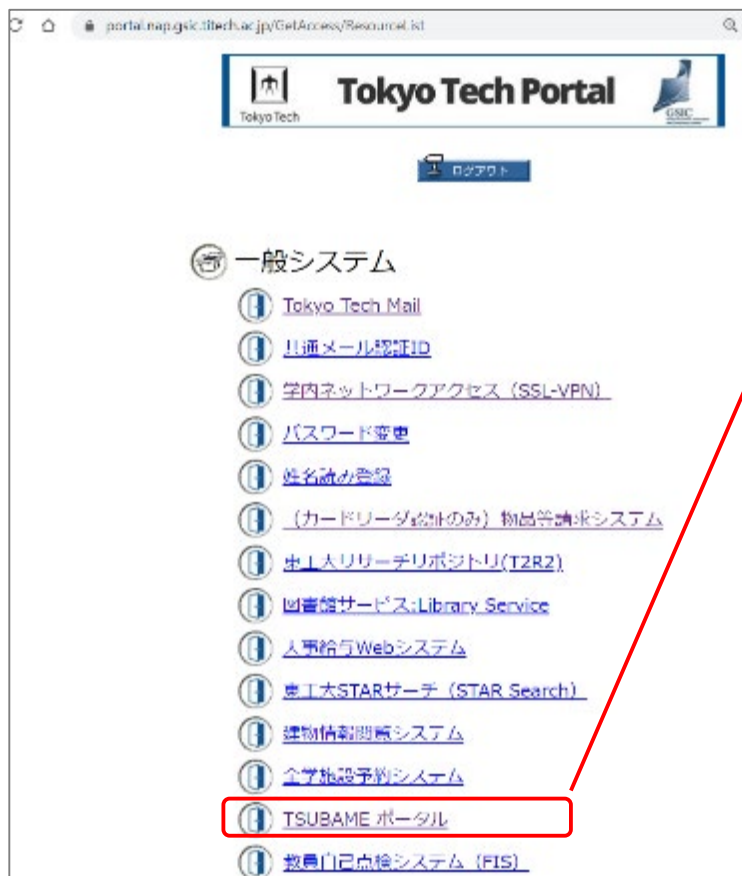 portal.nap.gsic.titech.ac.jp/GetAccess/ResourceList
Tokyo Tech Portal
Tokyo Tech
GSIC
ログアウト
一般システム
Tokyo Tech Mail
共通メール認証ID
学内ネットワークアクセス（SSL-VPN）
パスワード変更
姓名読み登録
（カードリーダ認証のみ）物品等請求システム
東工大リサーチリポジトリ(T2R2)
図書館サービス:Library Service
人事給与Webシステム
東工大STARサーチ（STAR Search）
建物情報閲覧システム
全学施設予約システム
TSUBAME ポータル
教員自己点検システム（FIS）